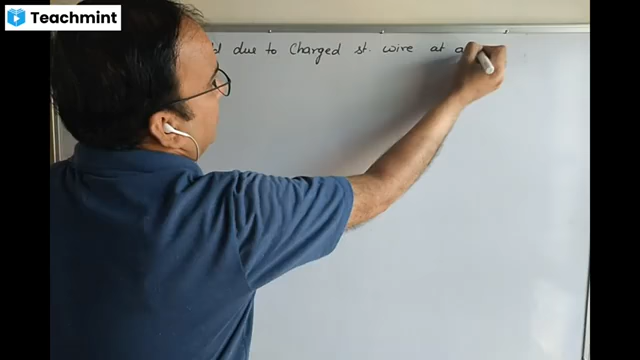 Teachmint
due to Charged st. wire at a